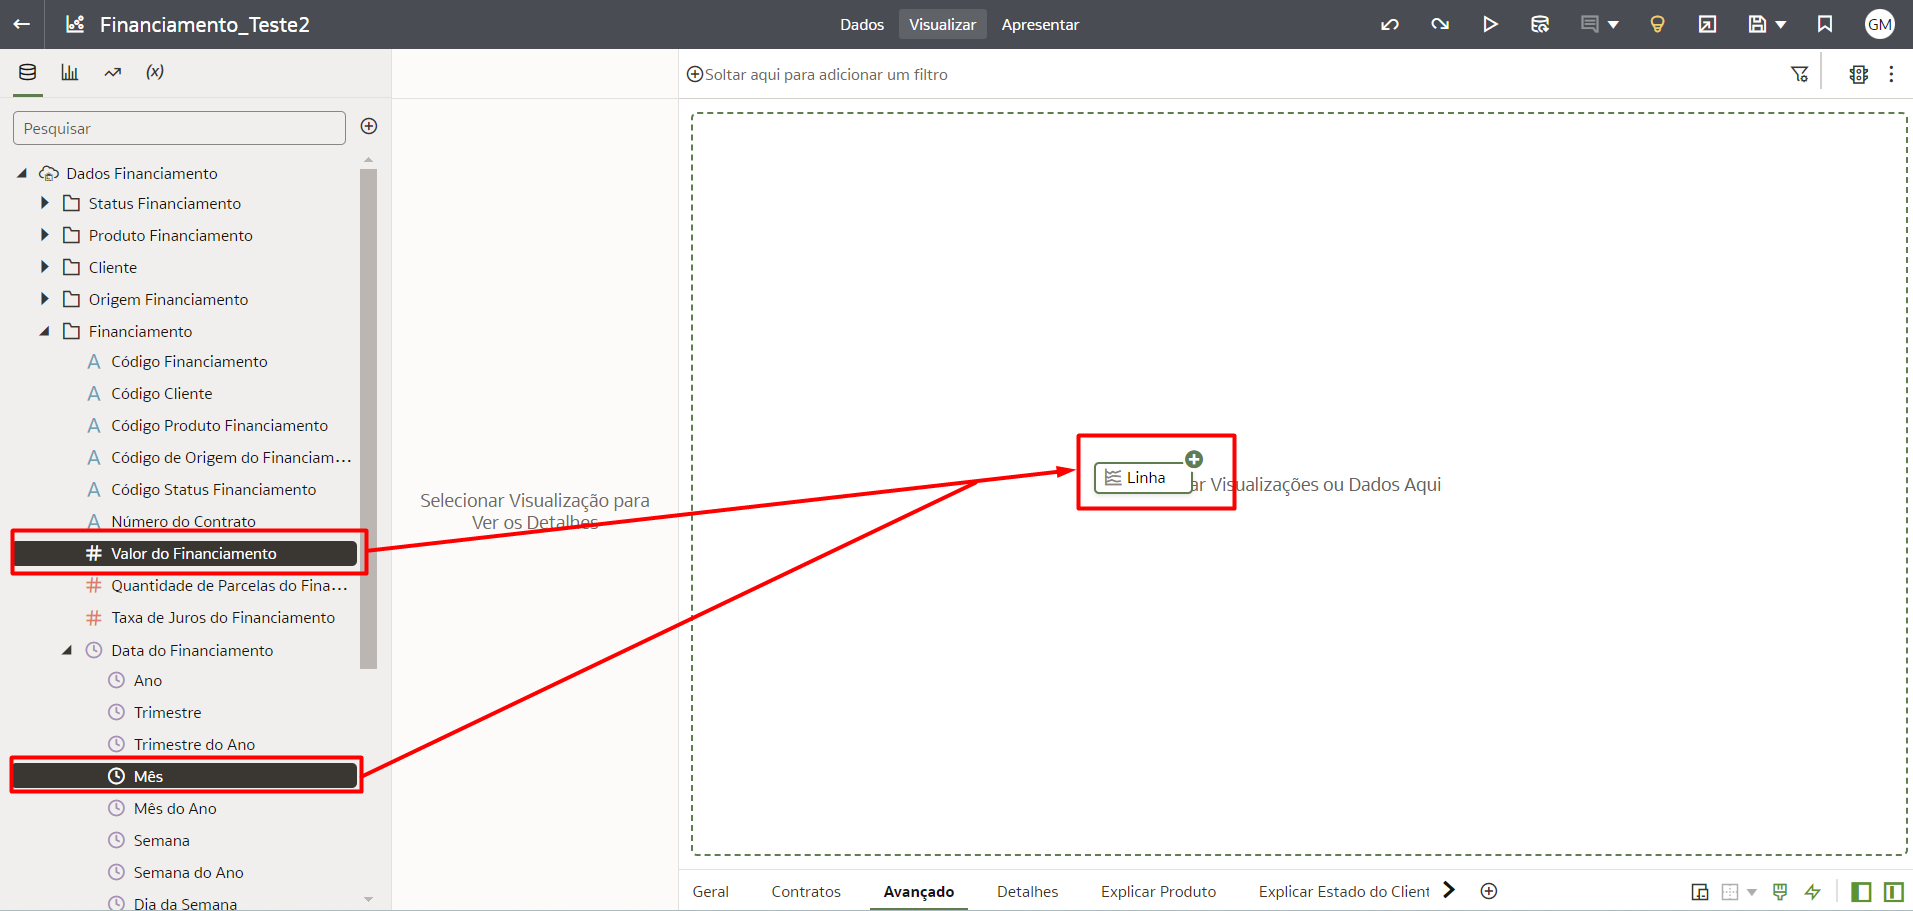 Financiamento_Teste2
Dados
Visualizar
Apresentar
GM
(x)
Soltar aqui para adicionar um filtro
Pesquisar
Dados Financiamento
Status Financiamento
Produto Financiamento
Cliente
Origem Financiamento
Financiamento
A Código Financiamento
A Código Cliente
A Código Produto Financiamento
A Código de Origem do Financiam...
A Código Status Financiamento
A Número do Contrato
# Valor do Financiamento
# Quantidade de Parcelas do Fina...
# Taxa de Juros do Financiamento
Data do Financiamento
Ano
Trimestre
Trimestre do Ano
Mês
Mês do Ano
Semana
Semana do Ano
Dia da Semana
Selecionar Visualização para
Ver os Detalhes
Linha
ar Visualizações ou Dados Aqui
Geral
Contratos
Avançado
Detalhes
Explicar Produto
Explicar Estado do Client